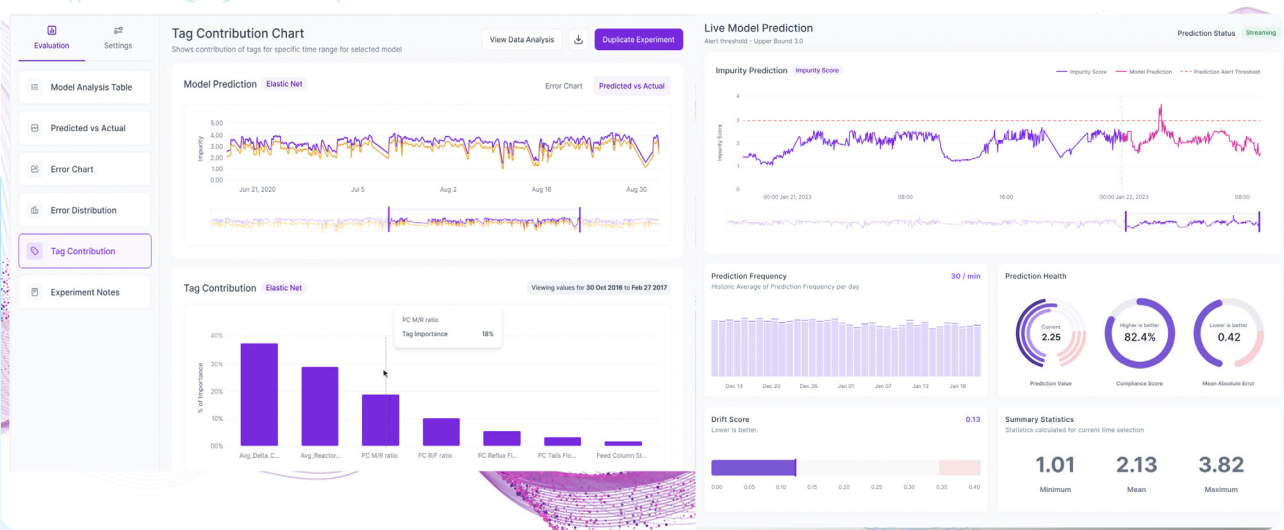 Evaluation
Settings
Model Analysis Table
Predicted vs Actual
Error Chart
Error Distribution
Tag Contribution
Experiment Notes
Tag Contribution Chart
Shows contribution of tags for specific time range for selected model
View Data Analysis
Duplicate Experiment
Model Prediction Elastic Net
Error Chart Predicted vs Actual
Impurity
5.00
4.00
3.00
2.00
1.00
0.00
Jun 21, 2020 Jul 5 Aug 2 Aug 16 Aug 30
Tag Contribution Elastic Net
Viewing values for 30 Oct 2016 to Feb 27 2017
PC M/R ratio
Tag Importance 18%
% of Importance
40%
30%
20%
10%
00%
Avg_Delta_C... Avg_Reactor... PC M/R ratio PC R/F ratio PC Reflux Fl... PC Tails Flo... Feed Column St...
Live Model Prediction
Alert threshold - Upper Bound 3.0
Prediction Status Streaming
Impurity Prediction Impurity Score
Impurity Score Model Prediction Prediction Alert Threshold
Impurity Score
4
3
2
1
0
00:00 Jan 21, 2023 08:00 16:00 00:00 Jan 22, 2023 08:00
Prediction Frequency 30 / min
Historic Average of Prediction Frequency per day
Dec 14 Dec 20 Dec 26 Jan 01 Jan 07 Jan 13 Jan 19
Prediction Health
Current
2.25
Prediction Value
Higher is better
82.4%
Compliance Score
Lower is better
0.42
Mean Absolute Error
Drift Score 0.13
Lower is better.
0.00 0.05 0.10 0.15 0.20 0.25 0.30 0.35 0.40
Summary Statistics
Statistics calculated for current time selection
1.01 2.13 3.82
Minimum Mean Maximum